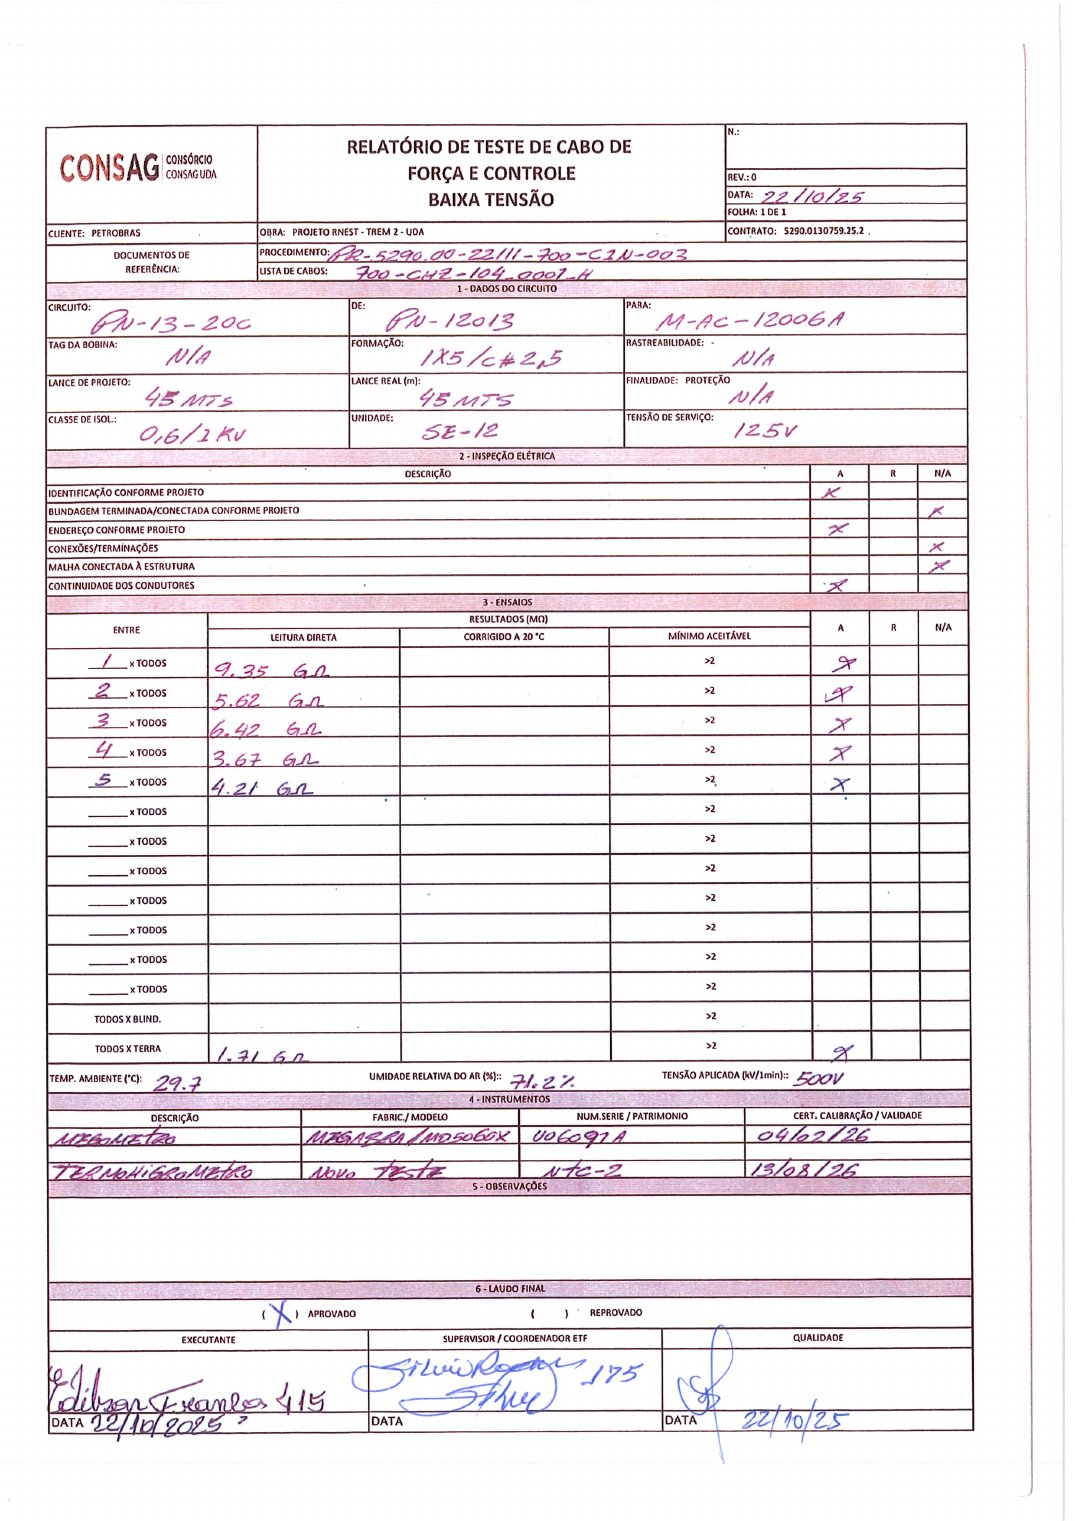 CONSAG CONSÓRCIO CONSAG UDA
RELATÓRIO DE TESTE DE CABO DE
FORÇA E CONTROLE
BAIXA TENSÃO
N.:
REV.: 0
DATA: 22/10/25
FOLHA: 1 DE 1
CLIENTE: PETROBRAS
OBRA: PROJETO RNEST - TREM 2 - UDA
CONTRATO: 5290.0130759.25.2
DOCUMENTOS DE REFERÊNCIA:
PROCEDIMENTO: PR-5290.00-22111-700-C1N-003
LISTA DE CABOS: 700-CHZ-104_0001_H
1 - DADOS DO CIRCUITO
CIRCUITO: PN-13-20C
DE: PN-12013
PARA: M-AC-12006A
TAG DA BOBINA: N/A
FORMAÇÃO: 1X5/C#2,5
RASTREABILIDADE: - N/A
LANCE DE PROJETO: 45 MTS
LANCE REAL (m): 45 MTS
FINALIDADE: PROTEÇÃO N/A
CLASSE DE ISOL.: 0,6/1 KV
UNIDADE: SE-12
TENSÃO DE SERVIÇO: 125V
2 - INSPEÇÃO ELÉTRICA
DESCRIÇÃO A R N/A
IDENTIFICAÇÃO CONFORME PROJETO X
BLINDAGEM TERMINADA/CONECTADA CONFORME PROJETO X
ENDEREÇO CONFORME PROJETO X
CONEXÕES/TERMINAÇÕES X
MALHA CONECTADA À ESTRUTURA X
CONTINUIDADE DOS CONDUTORES X
3 - ENSAIOS
ENTRE RESULTADOS (MΩ) A R N/A
LEITURA DIRETA CORRIGIDO A 20 °C MÍNIMO ACEITÁVEL
1 x TODOS 9.35 GΩ >2 X
2 x TODOS 5.62 GΩ >2 X
3 x TODOS 6.42 GΩ >2 X
4 x TODOS 3.67 GΩ >2 X
5 x TODOS 4.21 GΩ >2 X
______ x TODOS >2
______ x TODOS >2
______ x TODOS >2
______ x TODOS >2
______ x TODOS >2
______ x TODOS >2
______ x TODOS >2
TODOS X BLIND. >2
TODOS X TERRA 1.71 GΩ >2 X
TEMP. AMBIENTE (°C): 29.7 UMIDADE RELATIVA DO AR (%):: 71.2% TENSÃO APLICADA (kV/1min):: 500V
4 - INSTRUMENTOS
DESCRIÇÃO FABRIC./ MODELO NUM.SERIE / PATRIMONIO CERT. CALIBRAÇÃO / VALIDADE
MEGOMETRO MEGABRA/MD5060X U06091A 04/02/26
TERMOHIGROMETRO NOVO TESTE NTC-2 13/08/26
5 - OBSERVAÇÕES
6 - LAUDO FINAL
( X ) APROVADO ( ) REPROVADO
EXECUTANTE SUPERVISOR / COORDENADOR ETF QUALIDADE
415
175
DATA 22/10/2025 DATA DATA 22/10/25